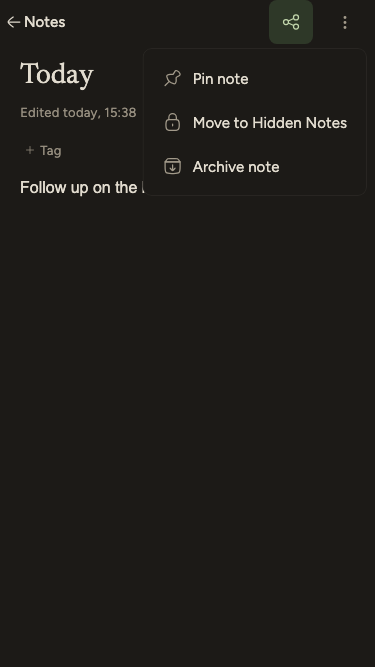 Notes
Today
Pin note
Edited today, 15:38
Move to Hidden Notes
+ Tag
Archive note
Follow up on the